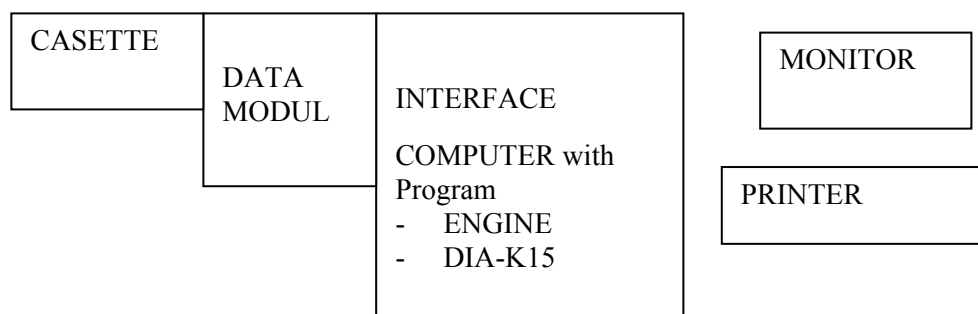 CASETTE
DATA
MODUL
INTERFACE
COMPUTER with
Program
- ENGINE
- DIA-K15
MONITOR
PRINTER